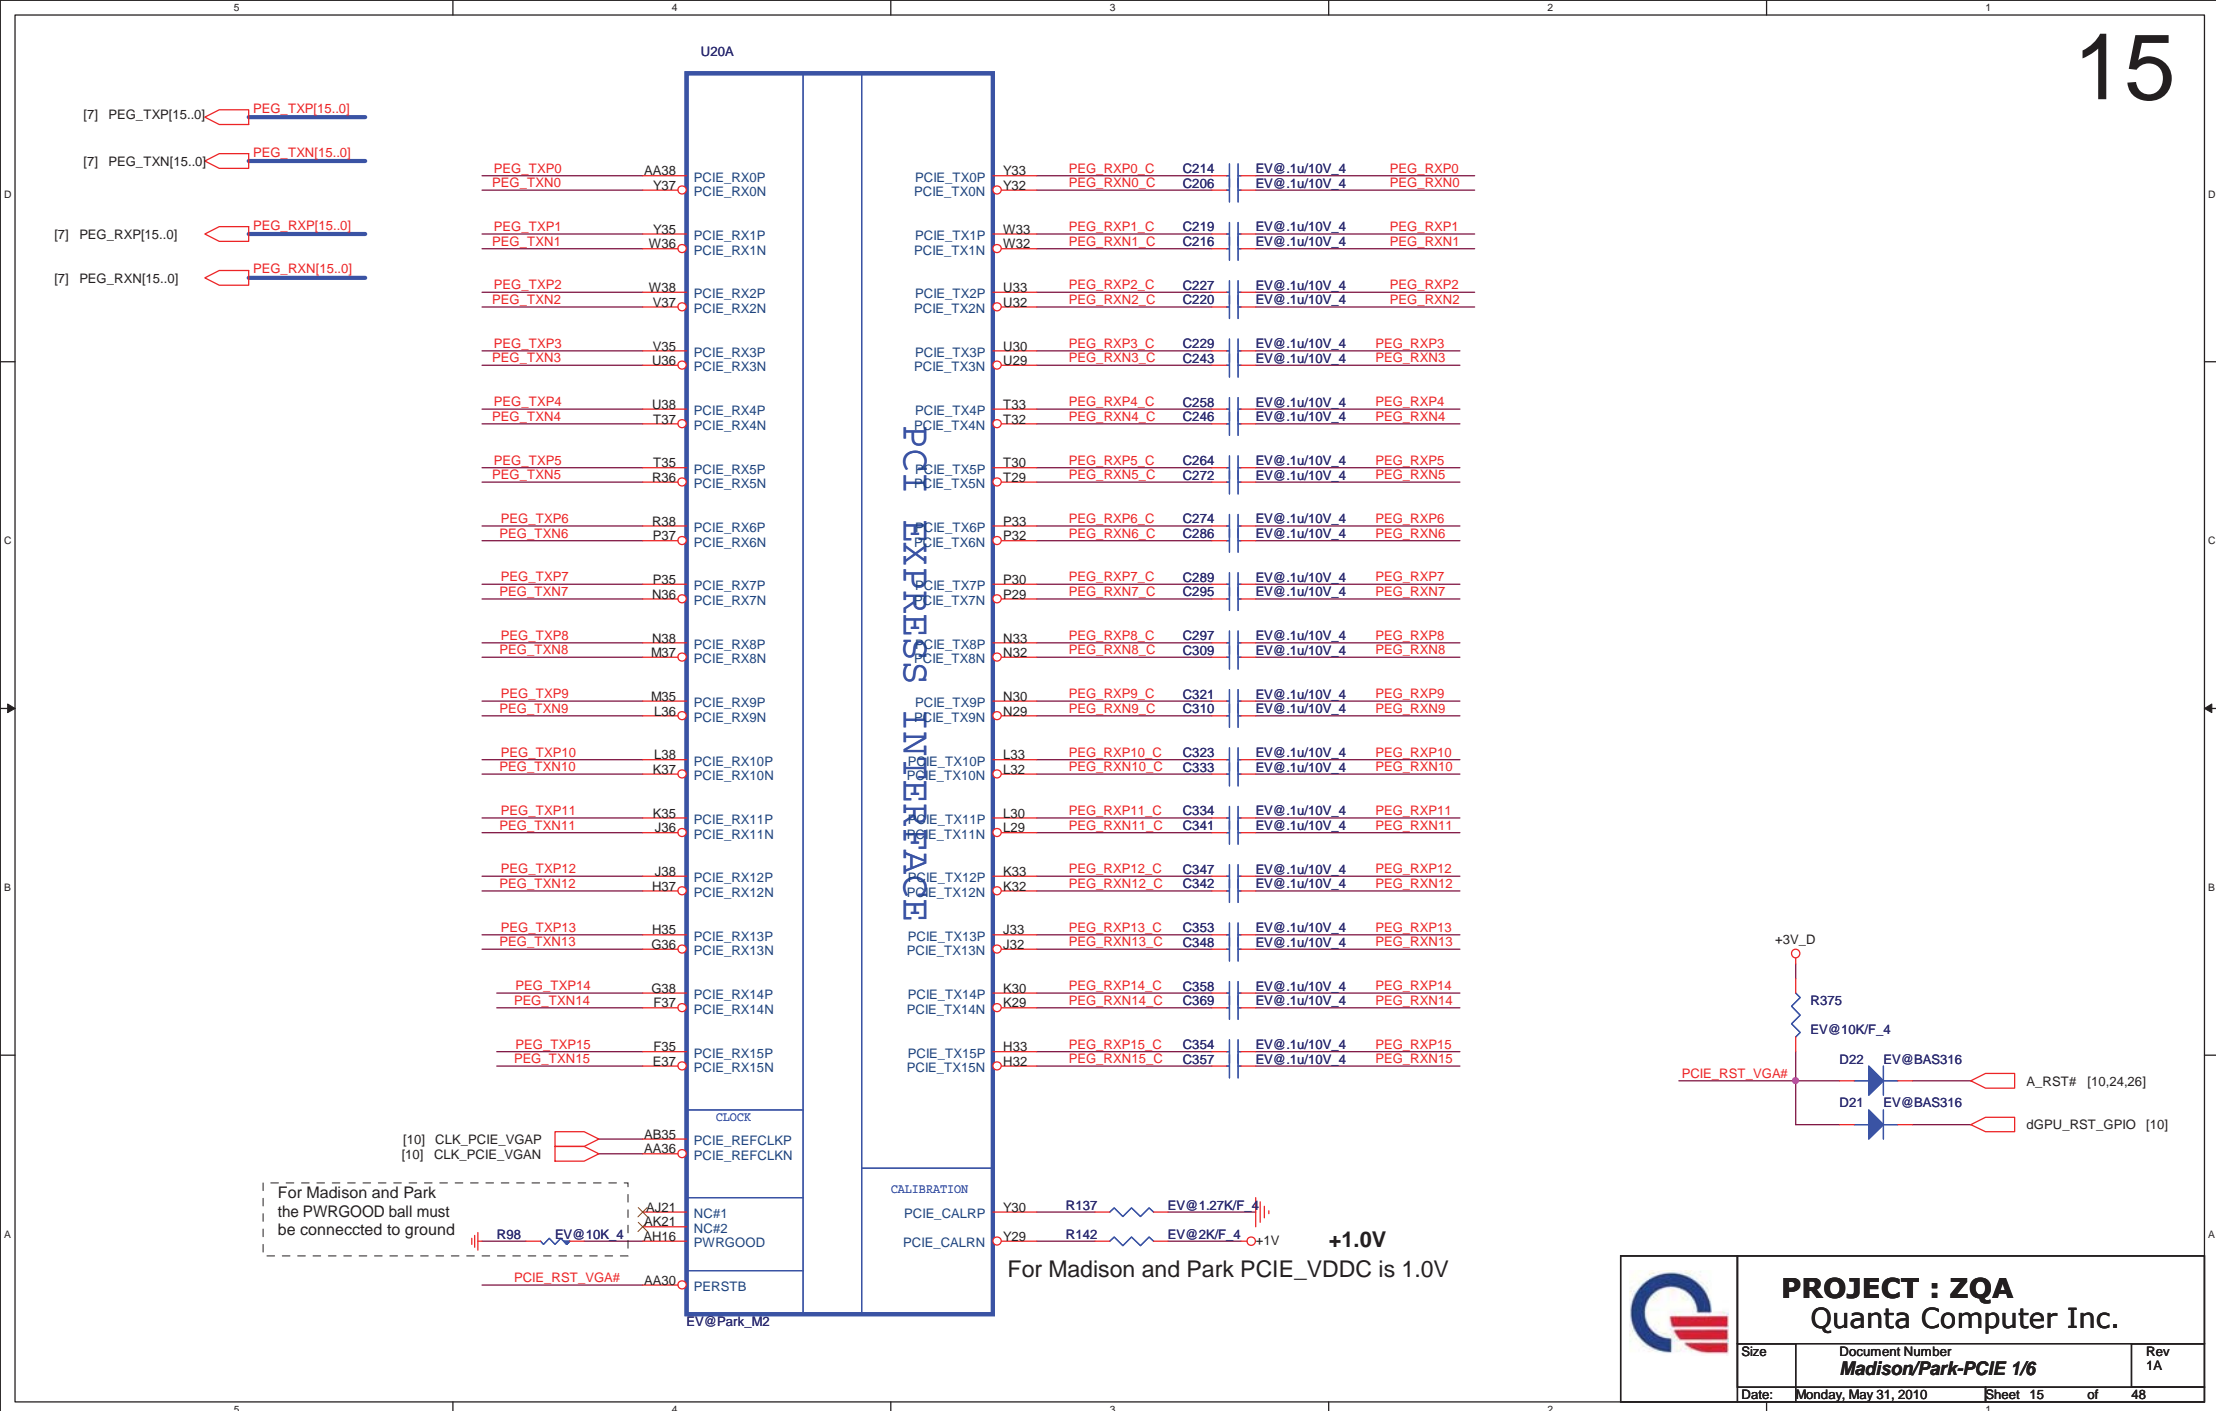 5 4 3 2 1
15
U20A
[7] PEG_TXP[15..0] PEG_TXP[15..0]
[7] PEG_TXN[15..0] PEG_TXN[15..0]
[7] PEG_RXP[15..0] PEG_RXP[15..0]
[7] PEG_RXN[15..0] PEG_RXN[15..0]
PEG_TXP0 AA38 PCIE_RX0P PCIE_TX0P Y33 PEG_RXP0_C C214 EV@.1u/10V_4 PEG_RXP0
PEG_TXN0 Y37 PCIE_RX0N PCIE_TX0N Y32 PEG_RXN0_C C206 EV@.1u/10V_4 PEG_RXN0
D D
PEG_TXP1 Y35 PCIE_RX1P PCIE_TX1P W33 PEG_RXP1_C C219 EV@.1u/10V_4 PEG_RXP1
PEG_TXN1 W36 PCIE_RX1N PCIE_TX1N W32 PEG_RXN1_C C216 EV@.1u/10V_4 PEG_RXN1
PEG_TXP2 W38 PCIE_RX2P PCIE_TX2P U33 PEG_RXP2_C C227 EV@.1u/10V_4 PEG_RXP2
PEG_TXN2 V37 PCIE_RX2N PCIE_TX2N U32 PEG_RXN2_C C220 EV@.1u/10V_4 PEG_RXN2
PEG_TXP3 V35 PCIE_RX3P PCIE_TX3P U30 PEG_RXP3_C C229 EV@.1u/10V_4 PEG_RXP3
PEG_TXN3 U36 PCIE_RX3N PCIE_TX3N U29 PEG_RXN3_C C243 EV@.1u/10V_4 PEG_RXN3
PEG_TXP4 U38 PCIE_RX4P PCIE_TX4P T33 PEG_RXP4_C C258 EV@.1u/10V_4 PEG_RXP4
PEG_TXN4 T37 PCIE_RX4N PCIE_TX4N T32 PEG_RXN4_C C246 EV@.1u/10V_4 PEG_RXN4
PCI EXPRESS INTERFACE
PEG_TXP5 T35 PCIE_RX5P PCIE_TX5P T30 PEG_RXP5_C C264 EV@.1u/10V_4 PEG_RXP5
PEG_TXN5 R36 PCIE_RX5N PCIE_TX5N T29 PEG_RXN5_C C272 EV@.1u/10V_4 PEG_RXN5
PEG_TXP6 R38 PCIE_RX6P PCIE_TX6P P33 PEG_RXP6_C C274 EV@.1u/10V_4 PEG_RXP6
PEG_TXN6 P37 PCIE_RX6N PCIE_TX6N P32 PEG_RXN6_C C286 EV@.1u/10V_4 PEG_RXN6
C C
PEG_TXP7 P35 PCIE_RX7P PCIE_TX7P P30 PEG_RXP7_C C289 EV@.1u/10V_4 PEG_RXP7
PEG_TXN7 N36 PCIE_RX7N PCIE_TX7N P29 PEG_RXN7_C C295 EV@.1u/10V_4 PEG_RXN7
PEG_TXP8 N38 PCIE_RX8P PCIE_TX8P N33 PEG_RXP8_C C297 EV@.1u/10V_4 PEG_RXP8
PEG_TXN8 M37 PCIE_RX8N PCIE_TX8N N32 PEG_RXN8_C C309 EV@.1u/10V_4 PEG_RXN8
PEG_TXP9 M35 PCIE_RX9P PCIE_TX9P N30 PEG_RXP9_C C321 EV@.1u/10V_4 PEG_RXP9
PEG_TXN9 L36 PCIE_RX9N PCIE_TX9N N29 PEG_RXN9_C C310 EV@.1u/10V_4 PEG_RXN9
PEG_TXP10 L38 PCIE_RX10P PCIE_TX10P L33 PEG_RXP10_C C323 EV@.1u/10V_4 PEG_RXP10
PEG_TXN10 K37 PCIE_RX10N PCIE_TX10N L32 PEG_RXN10_C C333 EV@.1u/10V_4 PEG_RXN10
PEG_TXP11 K35 PCIE_RX11P PCIE_TX11P L30 PEG_RXP11_C C334 EV@.1u/10V_4 PEG_RXP11
PEG_TXN11 J36 PCIE_RX11N PCIE_TX11N L29 PEG_RXN11_C C341 EV@.1u/10V_4 PEG_RXN11
PEG_TXP12 J38 PCIE_RX12P PCIE_TX12P K33 PEG_RXP12_C C347 EV@.1u/10V_4 PEG_RXP12
PEG_TXN12 H37 PCIE_RX12N PCIE_TX12N K32 PEG_RXN12_C C342 EV@.1u/10V_4 PEG_RXN12
B B
PEG_TXP13 H35 PCIE_RX13P PCIE_TX13P J33 PEG_RXP13_C C353 EV@.1u/10V_4 PEG_RXP13
PEG_TXN13 G36 PCIE_RX13N PCIE_TX13N J32 PEG_RXN13_C C348 EV@.1u/10V_4 PEG_RXN13
PEG_TXP14 G38 PCIE_RX14P PCIE_TX14P K30 PEG_RXP14_C C358 EV@.1u/10V_4 PEG_RXP14
PEG_TXN14 F37 PCIE_RX14N PCIE_TX14N K29 PEG_RXN14_C C369 EV@.1u/10V_4 PEG_RXN14
PEG_TXP15 F35 PCIE_RX15P PCIE_TX15P H33 PEG_RXP15_C C354 EV@.1u/10V_4 PEG_RXP15
PEG_TXN15 E37 PCIE_RX15N PCIE_TX15N H32 PEG_RXN15_C C357 EV@.1u/10V_4 PEG_RXN15
+3V_D
R375
EV@10K/F_4
D22 EV@BAS316
PCIE_RST_VGA# A_RST# [10,24,26]
D21 EV@BAS316
dGPU_RST_GPIO [10]
CLOCK
[10] CLK_PCIE_VGAP AB35 PCIE_REFCLKP
[10] CLK_PCIE_VGAN AA36 PCIE_REFCLKN
For Madison and Park
the PWRGOOD ball must
be conneccted to ground
CALIBRATION
AJ21 NC#1 PCIE_CALRP Y30 R137 EV@1.27K/F_4
AK21 NC#2
R98 EV@10K_4 AH16 PWRGOOD PCIE_CALRN Y29 R142 EV@2K/F_4 +1V +1.0V
A A
For Madison and Park PCIE_VDDC is 1.0V
PCIE_RST_VGA# AA30 PERSTB
EV@Park_M2
PROJECT : ZQA
Quanta Computer Inc.
Size Document Number Rev
Madison/Park-PCIE 1/6 1A
Date: Monday, May 31, 2010 Sheet 15 of 48
5 4 3 2 1